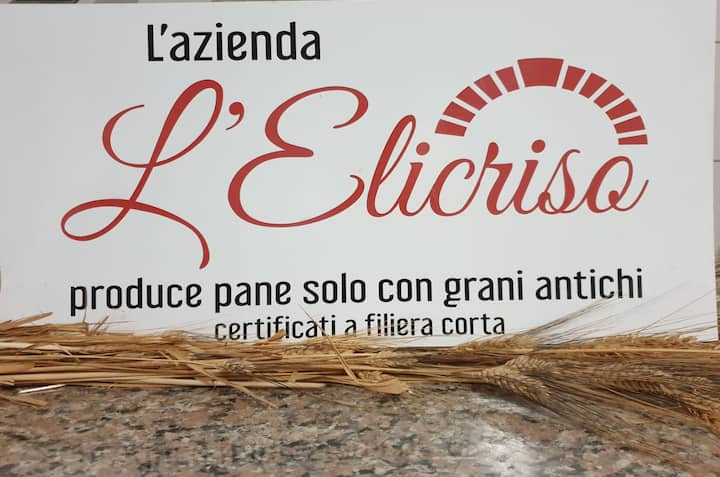 L'azienda
L'Elicriso
produce pane solo con grani antichi
certificati a filiera corta